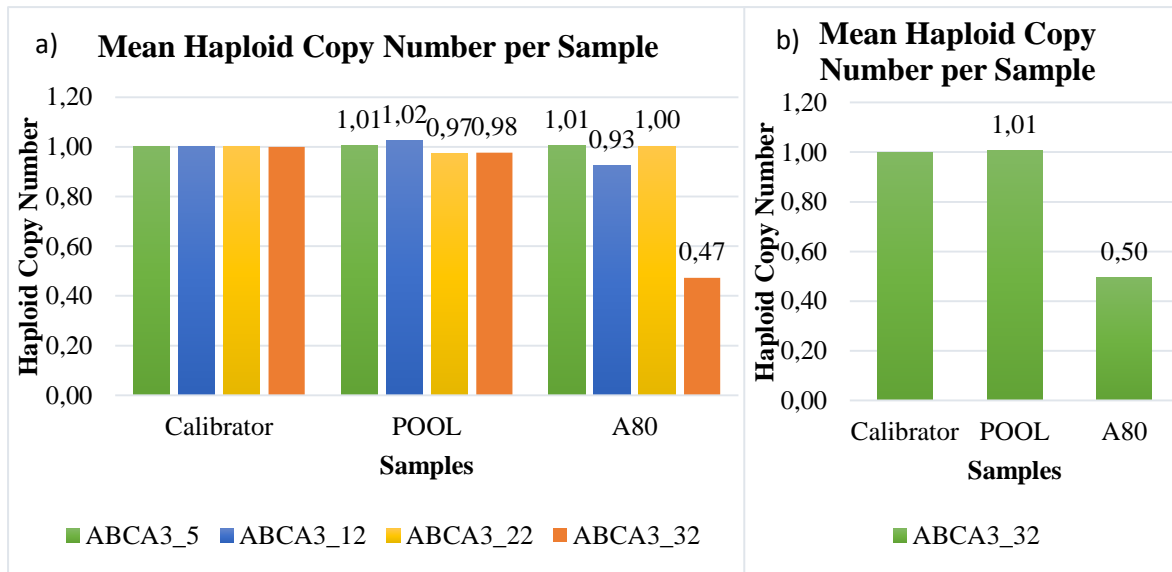 a)
Mean Haploid Copy Number per Sample
Haploid Copy Number
1,20
1,00
0,80
0,60
0,40
0,20
0,00
1,01
1,02
0,97
0,98
1,01
0,93
1,00
0,47
Calibrator
POOL
A80
Samples
ABCA3_5
ABCA3_12
ABCA3_22
ABCA3_32
b)
Mean Haploid Copy
Number per Sample
Haploid Copy Number
1,20
1,00
0,80
0,60
0,40
0,20
0,00
1,01
0,50
Calibrator
POOL
A80
Samples
ABCA3_32